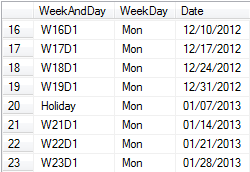 WeekAndDay WeekDay Date
16 W16D1 Mon 12/10/2012
17 W17D1 Mon 12/17/2012
18 W18D1 Mon 12/24/2012
19 W19D1 Mon 12/31/2012
20 Holiday Mon 01/07/2013
21 W21D1 Mon 01/14/2013
22 W22D1 Mon 01/21/2013
23 W23D1 Mon 01/28/2013